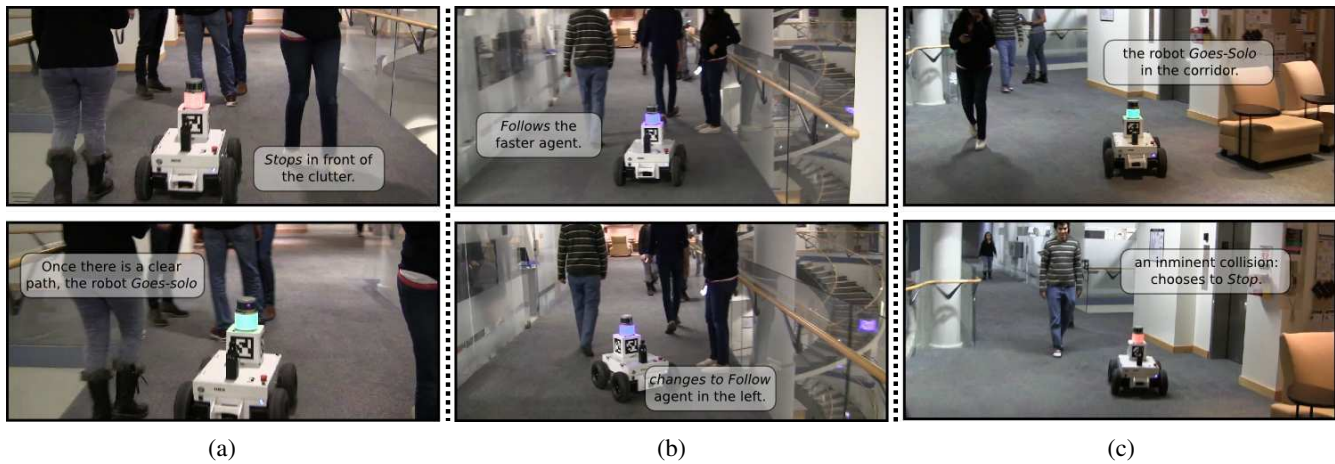 Stops in front of
the clutter.
Once there is a clear
path, the robot Goes-solo
(a)
Follows the
faster agent.
changes to Follow
agent in the left.
(b)
the robot Goes-Solo
in the corridor.
an inminent collision:
chooses to Stop.
(c)